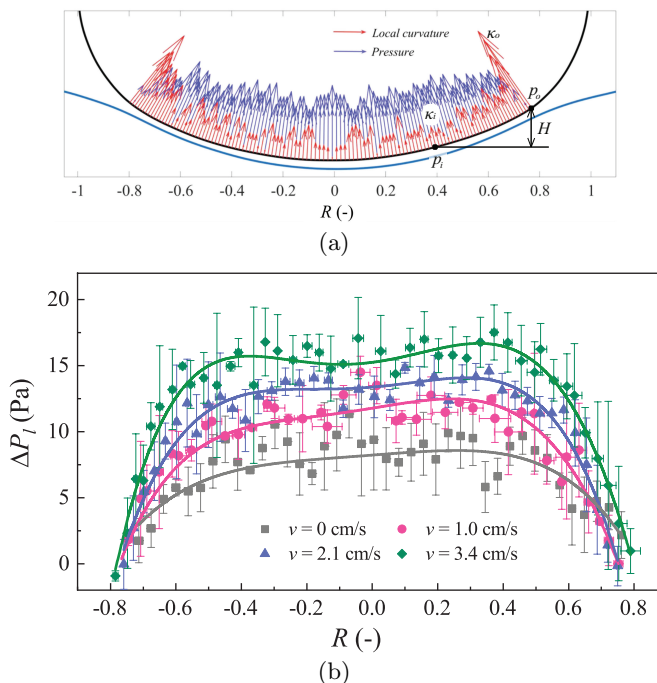 Local curvature
Pressure
κo
κi
po
H
pi
-1 -0.8 -0.6 -0.4 -0.2 0 0.2 0.4 0.6 0.8 1
R (-)
(a)
20
15
10
5
0
ΔPl (Pa)
v = 0 cm/s v = 1.0 cm/s
v = 2.1 cm/s v = 3.4 cm/s
-0.8 -0.6 -0.4 -0.2 0.0 0.2 0.4 0.6 0.8
R (-)
(b)